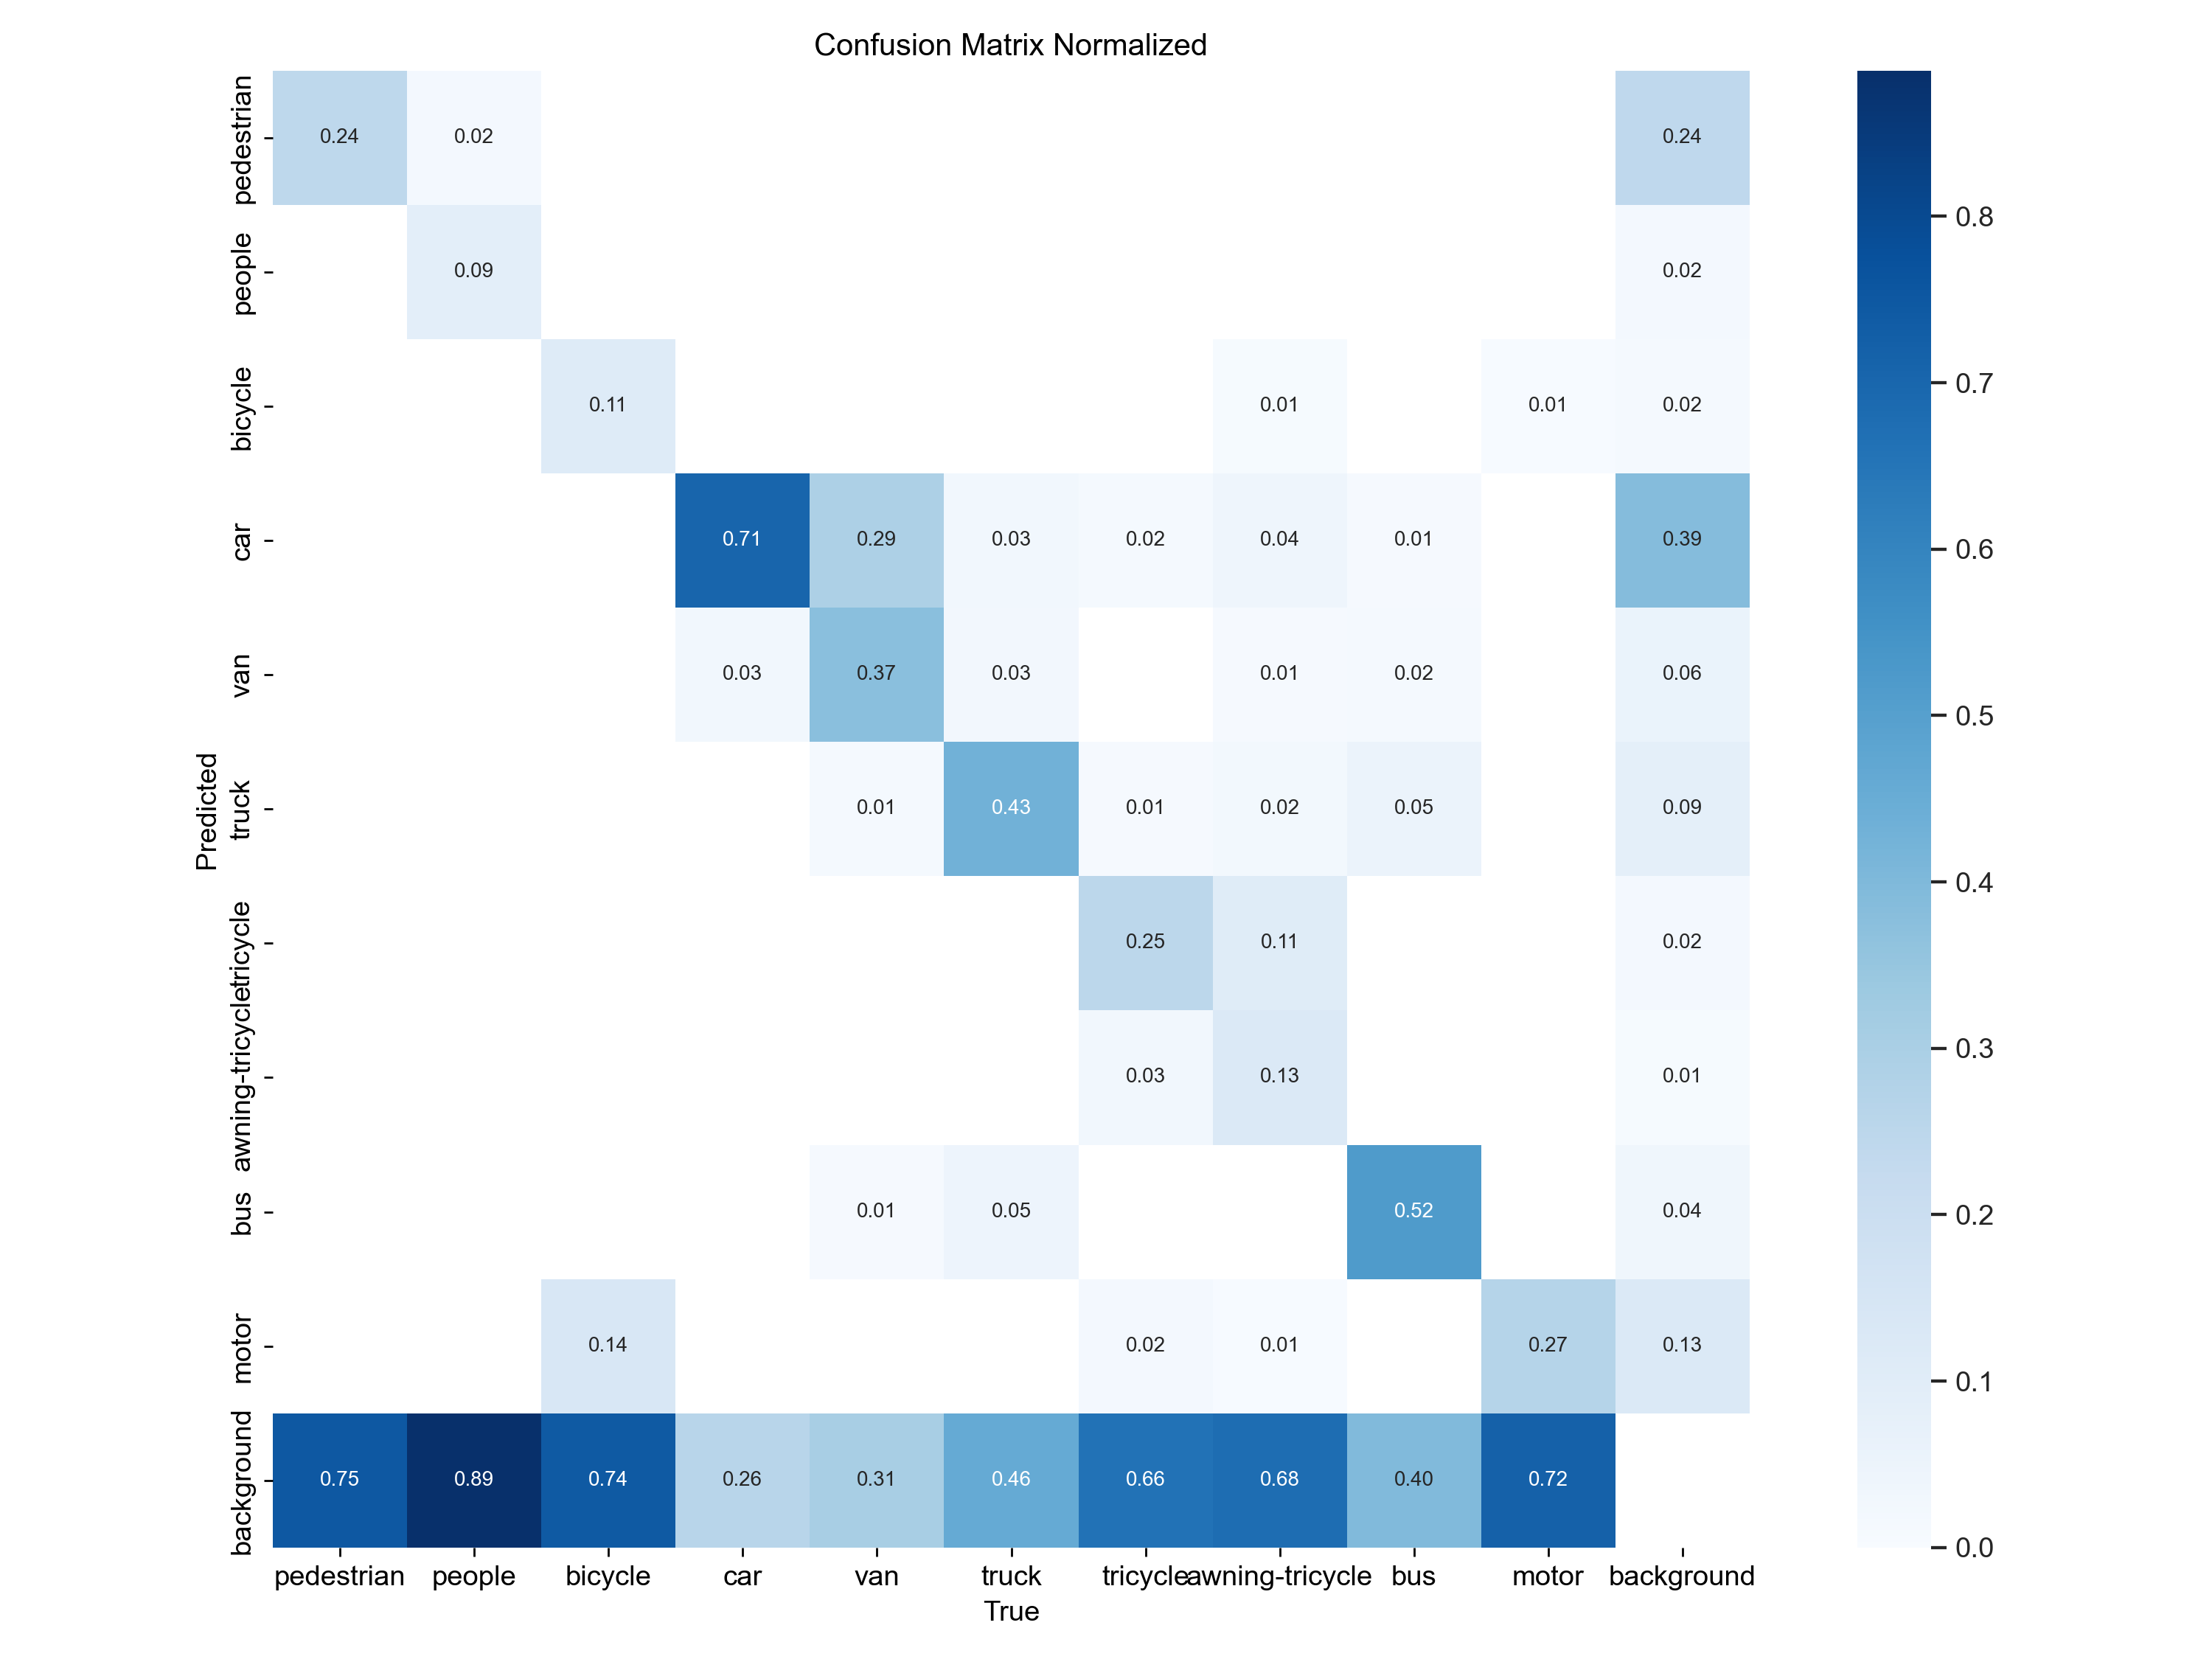 Confusion Matrix Normalized
pedestrian 0.24 0.02 0.24
people 0.09 0.02
bicycle 0.11 0.01 0.01 0.02
car 0.71 0.29 0.03 0.02 0.04 0.01 0.39
van 0.03 0.37 0.03 0.01 0.02 0.06
truck 0.01 0.43 0.01 0.02 0.05 0.09
tricycle 0.25 0.11 0.02
awning-tricycle 0.03 0.13 0.01
bus 0.01 0.05 0.52 0.04
motor 0.14 0.02 0.01 0.27 0.13
background 0.75 0.89 0.74 0.26 0.31 0.46 0.66 0.68 0.40 0.72
Predicted
pedestrian people bicycle car van truck tricycle awning-tricycle bus motor background
True
0.8
0.7
0.6
0.5
0.4
0.3
0.2
0.1
0.0